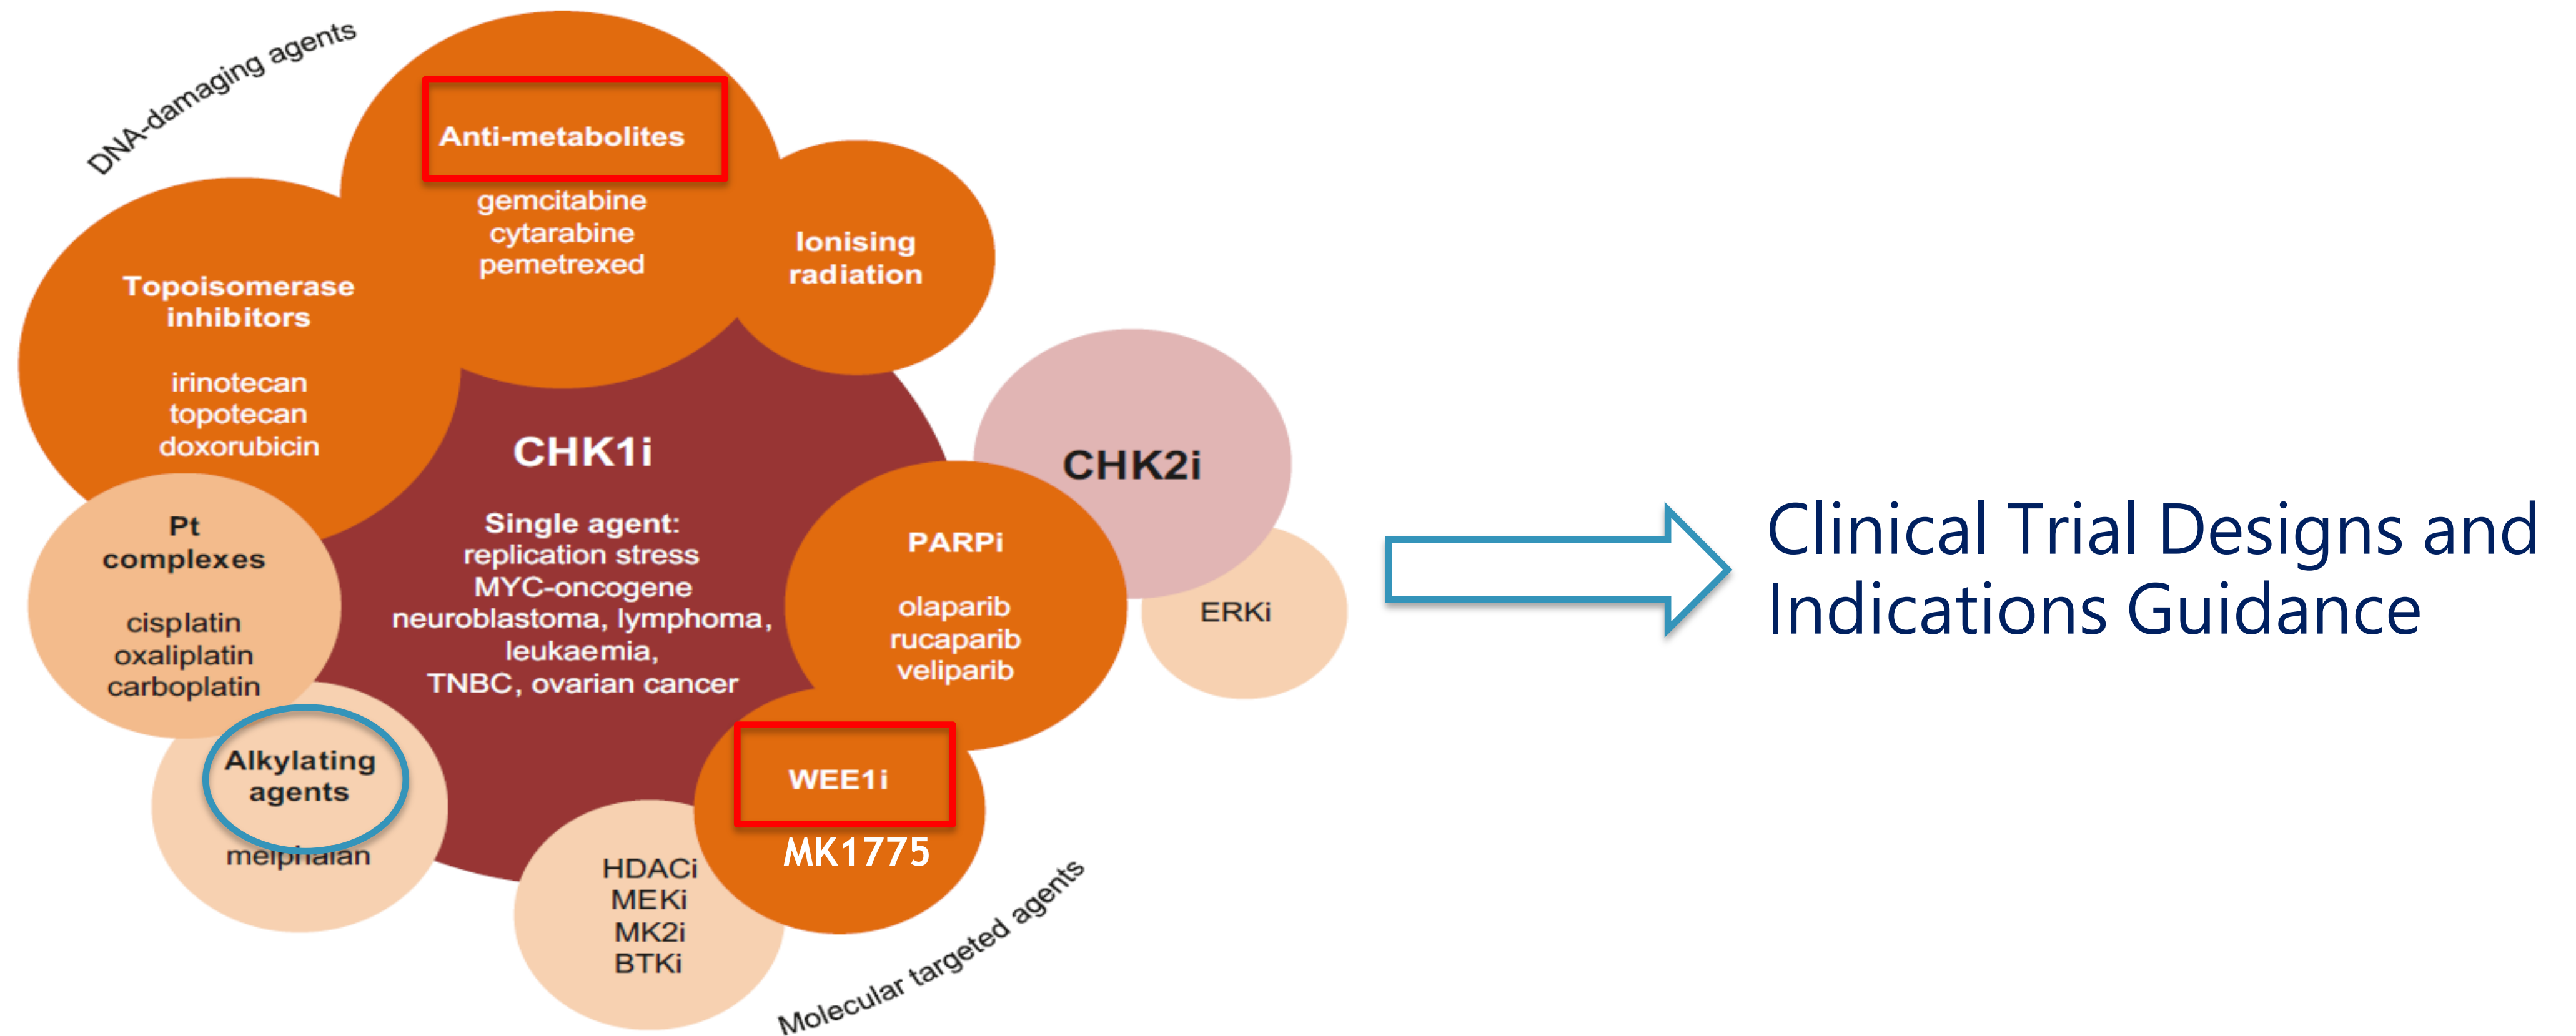 DNA-damaging agents
Anti-metabolites
gemcitabine
cytarabine
pemetrexed
Ionising
radiation
Topoisomerase
inhibitors
irinotecan
topotecan
doxorubicin
CHK1i
Single agent:
replication stress
MYC-oncogene
neuroblastoma, lymphoma,
leukaemia,
TNBC, ovarian cancer
CHK2i
PARPi
olaparib
rucaparib
veliparib
ERKi
Pt
complexes
cisplatin
oxaliplatin
carboplatin
Alkylating
agents
melphalan
WEE1i
MK1775
HDACi
MEKi
MK2i
BTKi
Molecular targeted agents
Clinical Trial Designs and
Indications Guidance